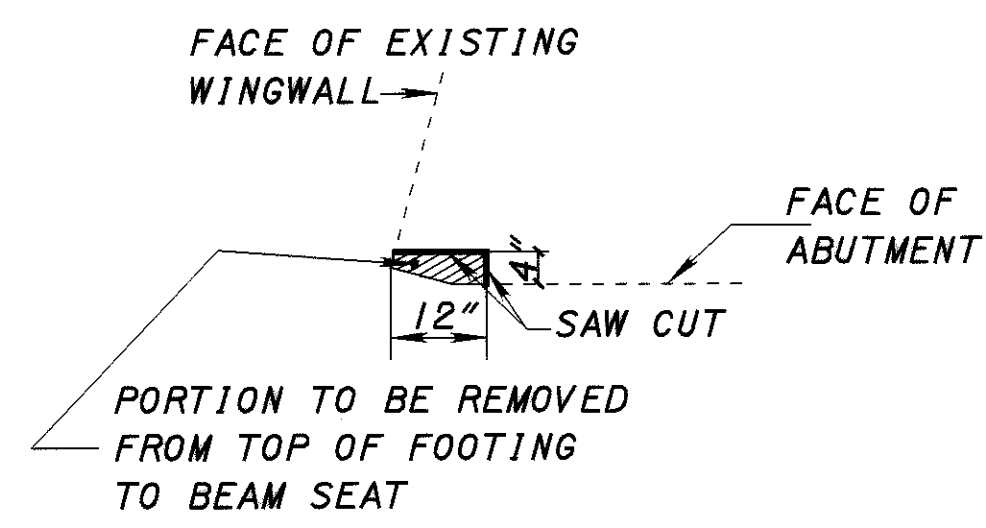 FACE OF EXISTING
WINGWALL
FACE OF
ABUTMENT
4"
12"
SAW CUT
PORTION TO BE REMOVED
FROM TOP OF FOOTING
TO BEAM SEAT